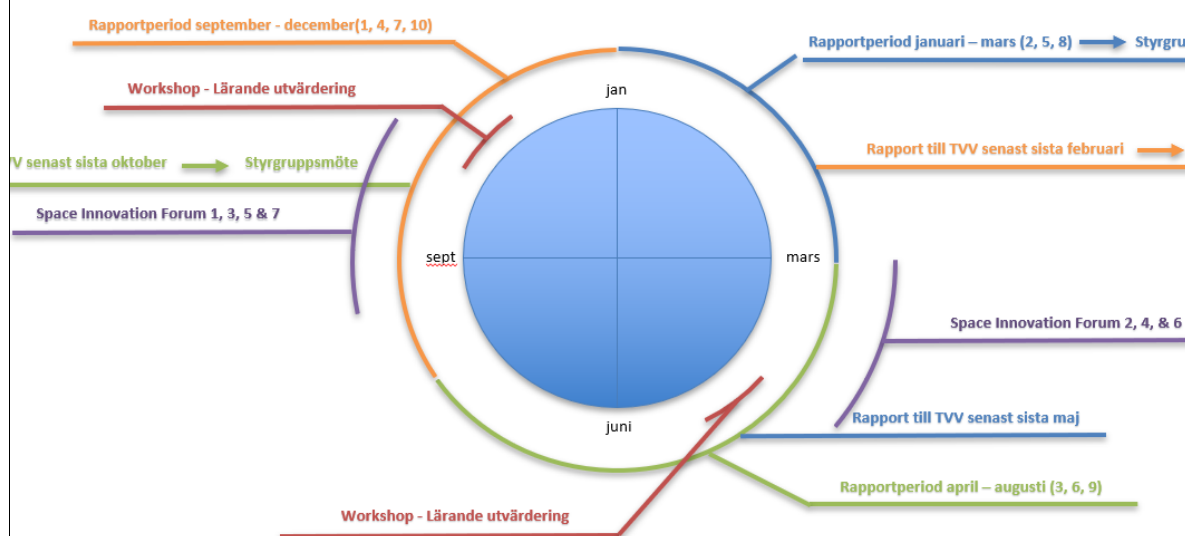 Rapportperiod september - december(1, 4, 7, 10)
Rapportperiod januari – mars (2, 5, 8)
jan
Workshop - Lärande utvärdering
Rapport till TVV senast sista februari
senast sista oktober
Styrgruppsmöte
Space Innovation Forum 1, 3, 5 & 7
sept
mars
Space Innovation Forum 2, 4, & 6
Rapport till TVV senast sista maj
juni
Rapportperiod april – augusti (3, 6, 9)
Workshop - Lärande utvärdering